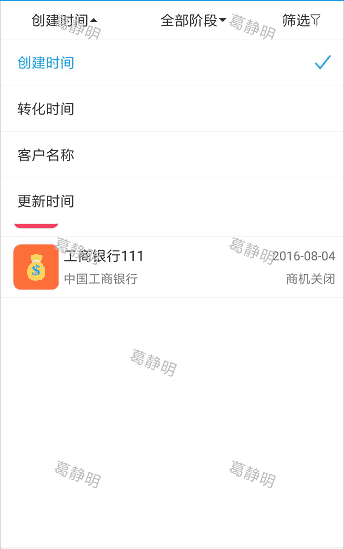 创建时间 全部阶段 筛选
葛静明 葛静明
创建时间
转化时间
客户名称
更新时间
工商银行111 2016-08-04
葛静明 葛静明
中国工商银行 商机关闭
葛静明
葛静明 葛静明